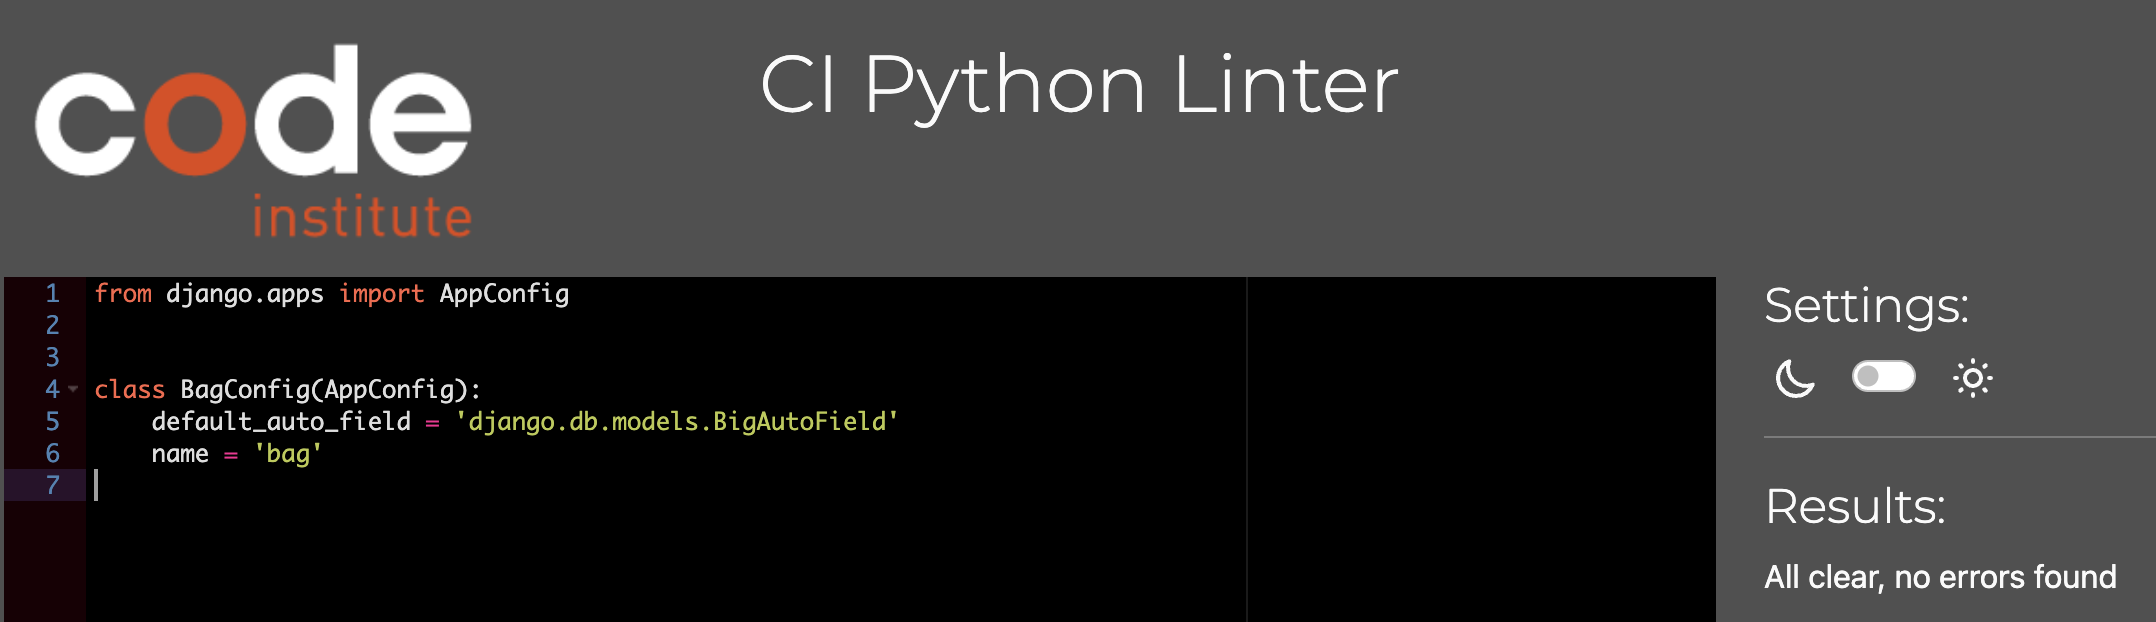 code
institute
CI Python Linter
1 from django.apps import AppConfig
2
3
4 class BagConfig(AppConfig):
5     default_auto_field = 'django.db.models.BigAutoField'
6     name = 'bag'
7
Settings:
Results:
All clear, no errors found